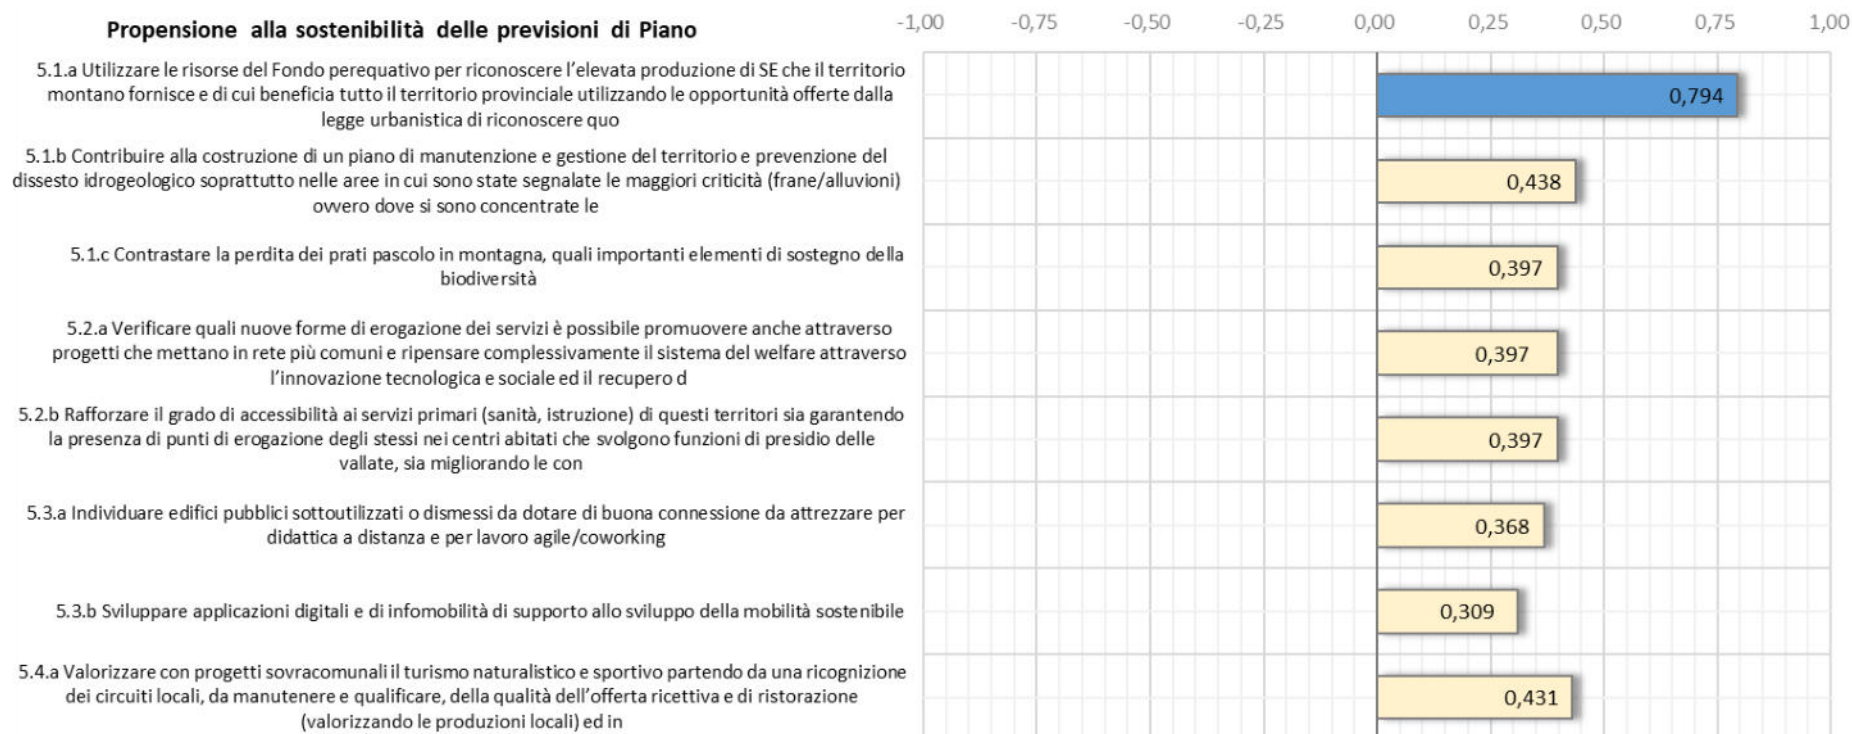 Propensione alla sostenibilità delle previsioni di Piano
-1,00 -0,75 -0,50 -0,25 0,00 0,25 0,50 0,75 1,00
5.1.a Utilizzare le risorse del Fondo perequativo per riconoscere l'elevata produzione di SE che il territorio
montano fornisce e di cui beneficia tutto il territorio provinciale utilizzando le opportunità offerte dalla
legge urbanistica di riconoscere quo
0,794
5.1.b Contribuire alla costruzione di un piano di manutenzione e gestione del territorio e prevenzione del
dissesto idrogeologico soprattutto nelle aree in cui sono state segnalate le maggiori criticità (frane/alluvioni)
ovvero dove si sono concentrate le
0,438
5.1.c Contrastare la perdita dei prati pascolo in montagna, quali importanti elementi di sostegno della
biodiversità
0,397
5.2.a Verificare quali nuove forme di erogazione dei servizi è possibile promuovere anche attraverso
progetti che mettano in rete più comuni e ripensare complessivamente il sistema del welfare attraverso
l'innovazione tecnologica e sociale ed il recupero d
0,397
5.2.b Rafforzare il grado di accessibilità ai servizi primari (sanità, istruzione) di questi territori sia garantendo
la presenza di punti di erogazione degli stessi nei centri abitati che svolgono funzioni di presidio delle
vallate, sia migliorando le con
0,397
5.3.a Individuare edifici pubblici sottoutilizzati o dismessi da dotare di buona connessione da attrezzare per
didattica a distanza e per lavoro agile/coworking
0,368
5.3.b Sviluppare applicazioni digitali e di infomobilità di supporto allo sviluppo della mobilità sostenibile
0,309
5.4.a Valorizzare con progetti sovracomunali il turismo naturalistico e sportivo partendo da una ricognizione
dei circuiti locali, da manutenere e qualificare, della qualità dell'offerta ricettiva e di ristorazione
(valorizzando le produzioni locali) ed in
0,431